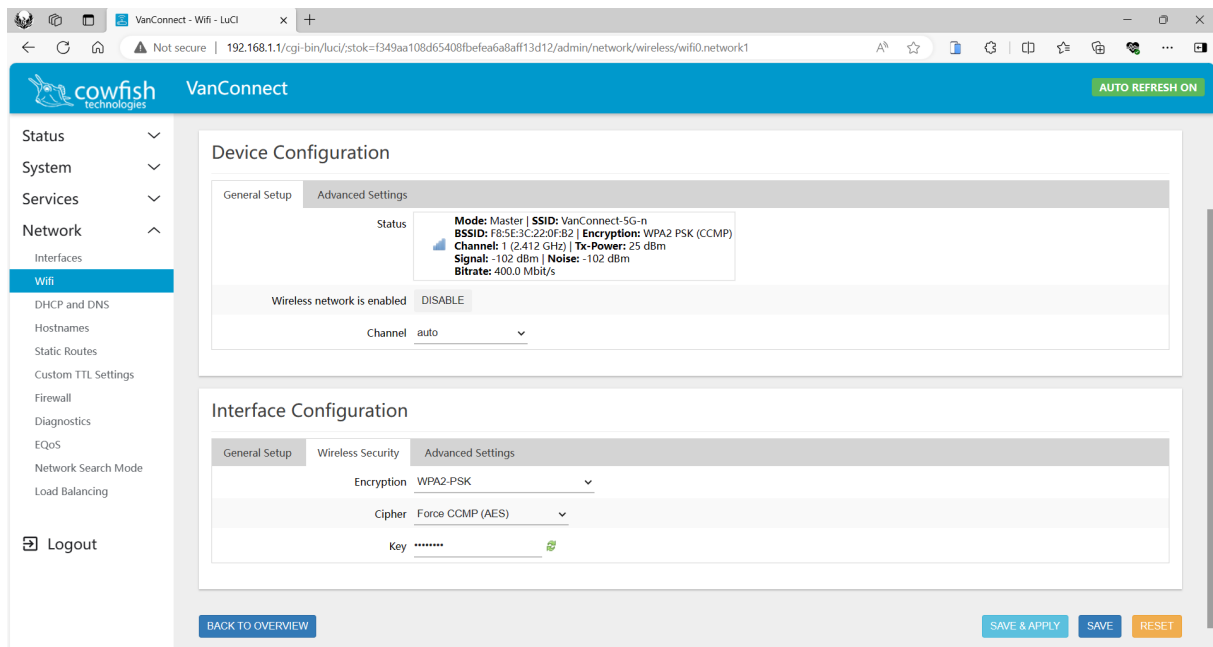 VanConnect - Wifi - LuCI
Not secure | 192.168.1.1/cgi-bin/luci/;stok=f349aa108d65408fbefea6a8aff13d12/admin/network/wireless/wifi0.network1
cowfish
technologies
VanConnect
AUTO REFRESH ON
Status
System
Services
Network
Interfaces
Wifi
DHCP and DNS
Hostnames
Static Routes
Custom TTL Settings
Firewall
Diagnostics
EQoS
Network Search Mode
Load Balancing
Logout
Device Configuration
General Setup Advanced Settings
Status
Mode: Master | SSID: VanConnect-5G-n
BSSID: F8:5E:3C:22:0F:B2 | Encryption: WPA2 PSK (CCMP)
Channel: 1 (2.412 GHz) | Tx-Power: 25 dBm
Signal: -102 dBm | Noise: -102 dBm
Bitrate: 400.0 Mbit/s
Wireless network is enabled DISABLE
Channel auto
Interface Configuration
General Setup Wireless Security Advanced Settings
Encryption WPA2-PSK
Cipher Force CCMP (AES)
Key ••••••••
BACK TO OVERVIEW SAVE & APPLY SAVE RESET